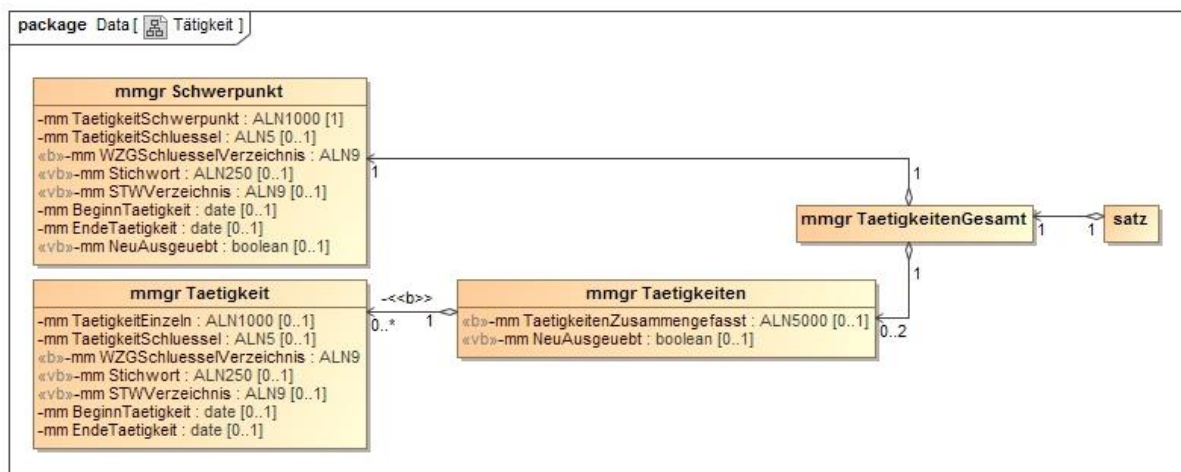 package Data [ Tätigkeit ]
mmgr Schwerpunkt
-mm TaetigkeitSchwerpunkt : ALN1000 [1]
-mm TaetigkeitSchluessel : ALN5 [0..1]
«b»-mm WZGSchluesselVerzeichnis : ALN9
«vb»-mm Stichwort : ALN250 [0..1]
«vb»-mm STWVerzeichnis : ALN9 [0..1]
-mm BeginnTaetigkeit : date [0..1]
-mm EndeTaetigkeit : date [0..1]
«vb»-mm NeuAusgeuebt : boolean [0..1]
1
1
mmgr TaetigkeitenGesamt
1
1
satz
1
mmgr Taetigkeit
-mm TaetigkeitEinzeln : ALN1000 [0..1]
-mm TaetigkeitSchluessel : ALN5 [0..1]
«b»-mm WZGSchluesselVerzeichnis : ALN9
«vb»-mm Stichwort : ALN250 [0..1]
«vb»-mm STWVerzeichnis : ALN9 [0..1]
-mm BeginnTaetigkeit : date [0..1]
-mm EndeTaetigkeit : date [0..1]
-<<b>>
0..*
1
mmgr Taetigkeiten
«b»-mm TaetigkeitenZusammengefasst : ALN5000 [0..1]
«vb»-mm NeuAusgeuebt : boolean [0..1]
0..2